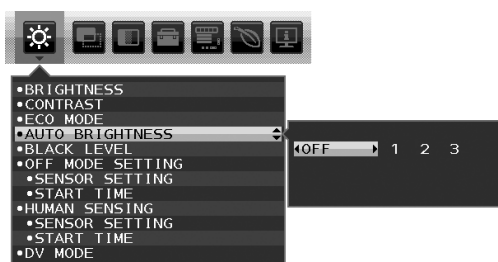 •BRIGHTNESS
•CONTRAST
•ECO MODE
•AUTO BRIGHTNESS
•BLACK LEVEL
•OFF MODE SETTING
•SENSOR SETTING
•START TIME
•HUMAN SENSING
•SENSOR SETTING
•START TIME
•DV MODE
OFF 1 2 3